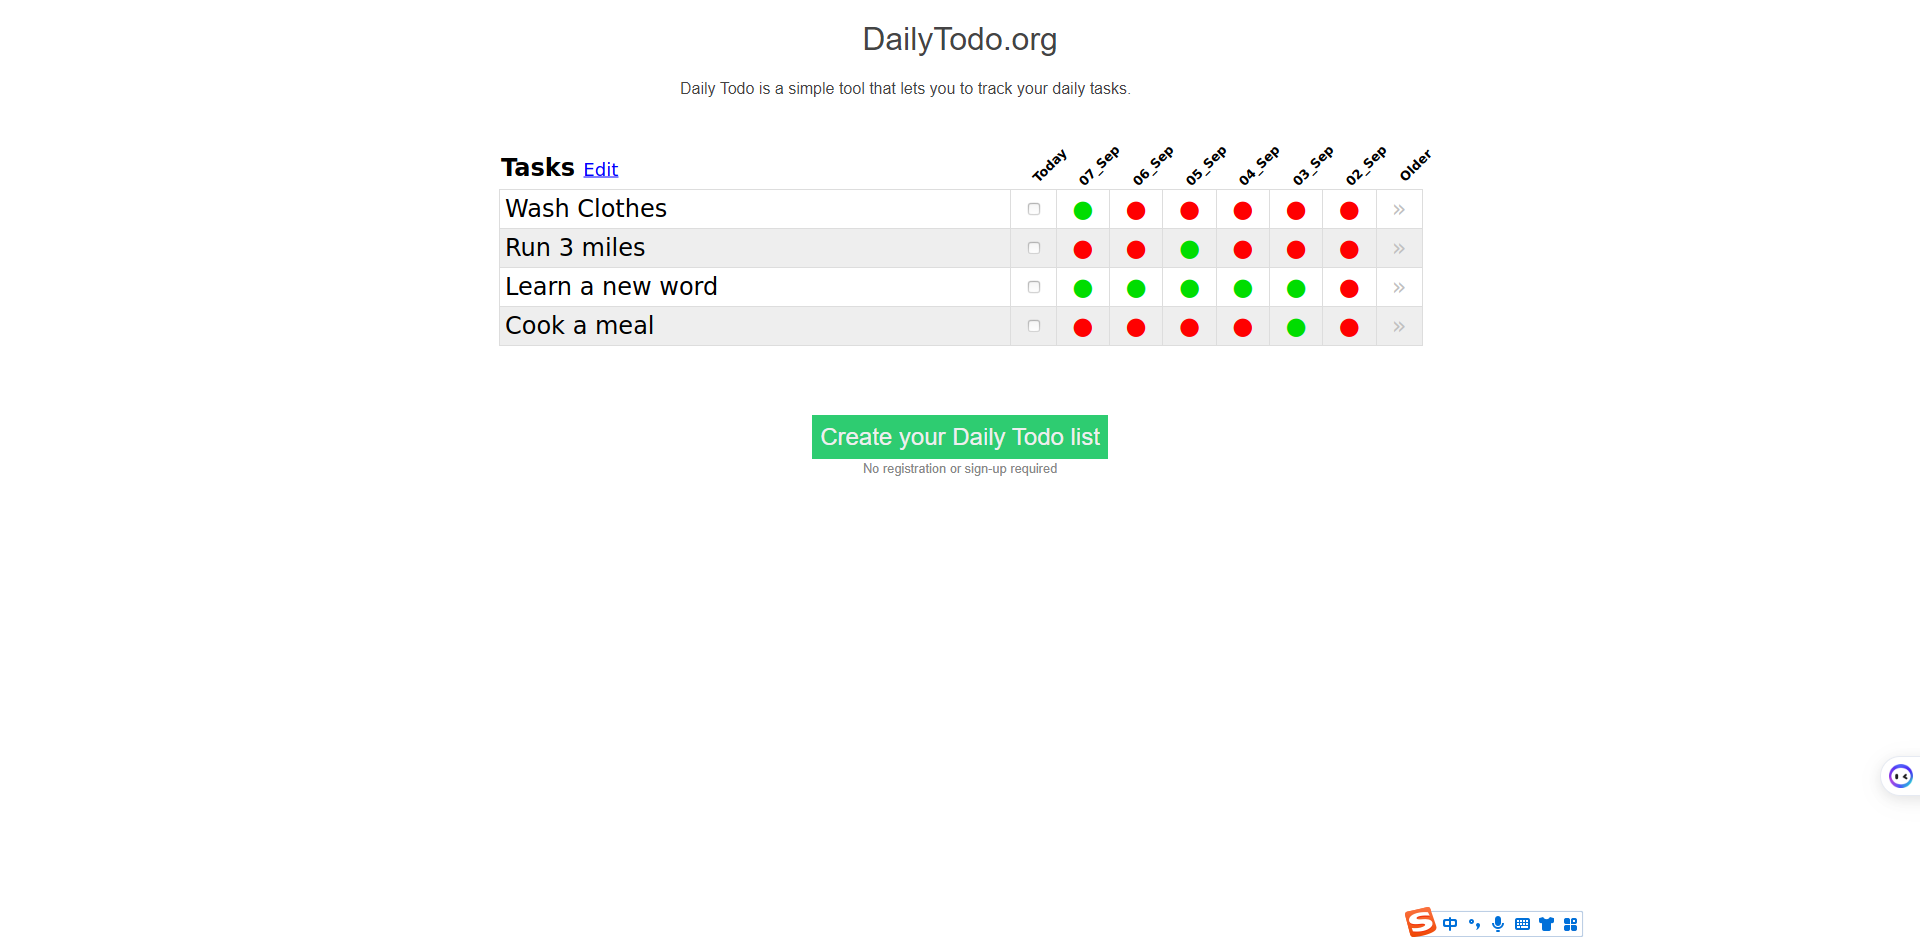 DailyTodo.org
Daily Todo is a simple tool that lets you to track your daily tasks.
Tasks Edit Today 07_Sep 06_Sep 05_Sep 04_Sep 03_Sep 02_Sep Older
Wash Clothes »
Run 3 miles »
Learn a new word »
Cook a meal »
Create your Daily Todo list
No registration or sign-up required
S 中